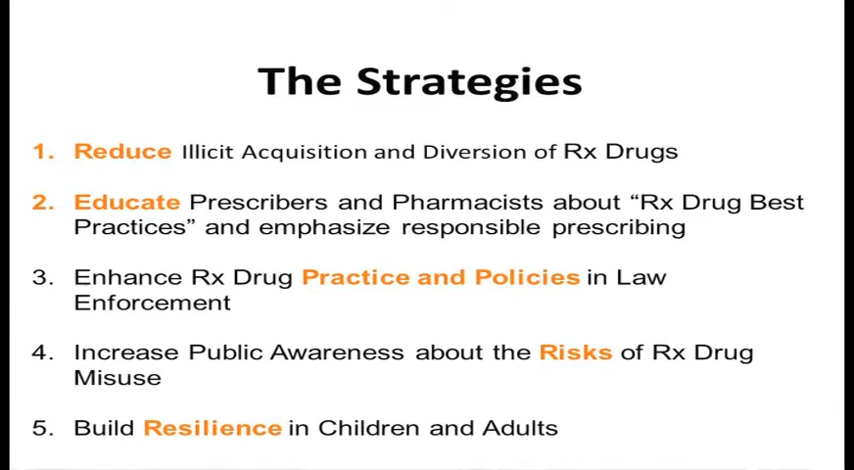 The Strategies
1. Reduce Illicit Acquisition and Diversion of Rx Drugs
2. Educate Prescribers and Pharmacists about “Rx Drug Best
Practices” and emphasize responsible prescribing
3. Enhance Rx Drug Practice and Policies in Law
Enforcement
4. Increase Public Awareness about the Risks of Rx Drug
Misuse
5. Build Resilience in Children and Adults